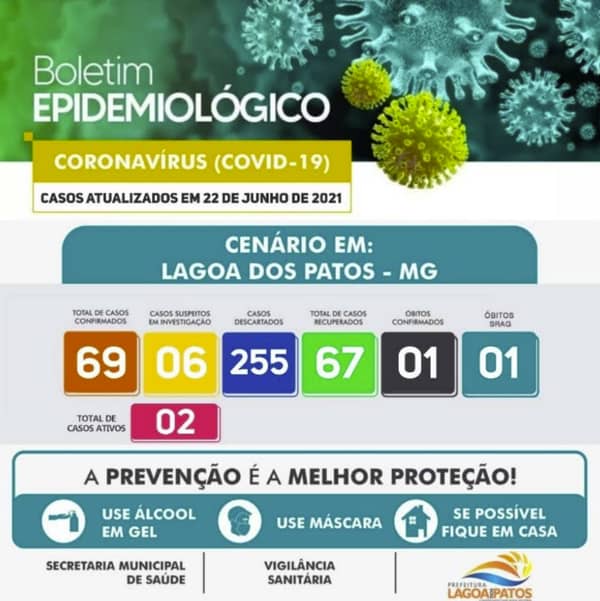 Boletim
EPIDEMIOLÓGICO
CORONAVÍRUS (COVID-19)
CASOS ATUALIZADOS EM 22 DE JUNHO DE 2021
CENÁRIO EM:
LAGOA DOS PATOS - MG
TOTAL DE CASOS
CONFIRMADOS
69
CASOS SUSPEITOS
EM INVESTIGAÇÃO
06
CASOS
DESCARTADOS
255
TOTAL DE CASOS
RECUPERADOS
67
ÓBITOS
CONFIRMADOS
01
ÓBITOS
SRAG
01
TOTAL DE
CASOS ATIVOS
02
A PREVENÇÃO É A MELHOR PROTEÇÃO!
USE ÁLCOOL
EM GEL
USE MÁSCARA
SE POSSÍVEL
FIQUE EM CASA
SECRETARIA MUNICIPAL
DE SAÚDE
VIGILÂNCIA
SANITÁRIA
PREFEITURA
LAGOA DOS PATOS